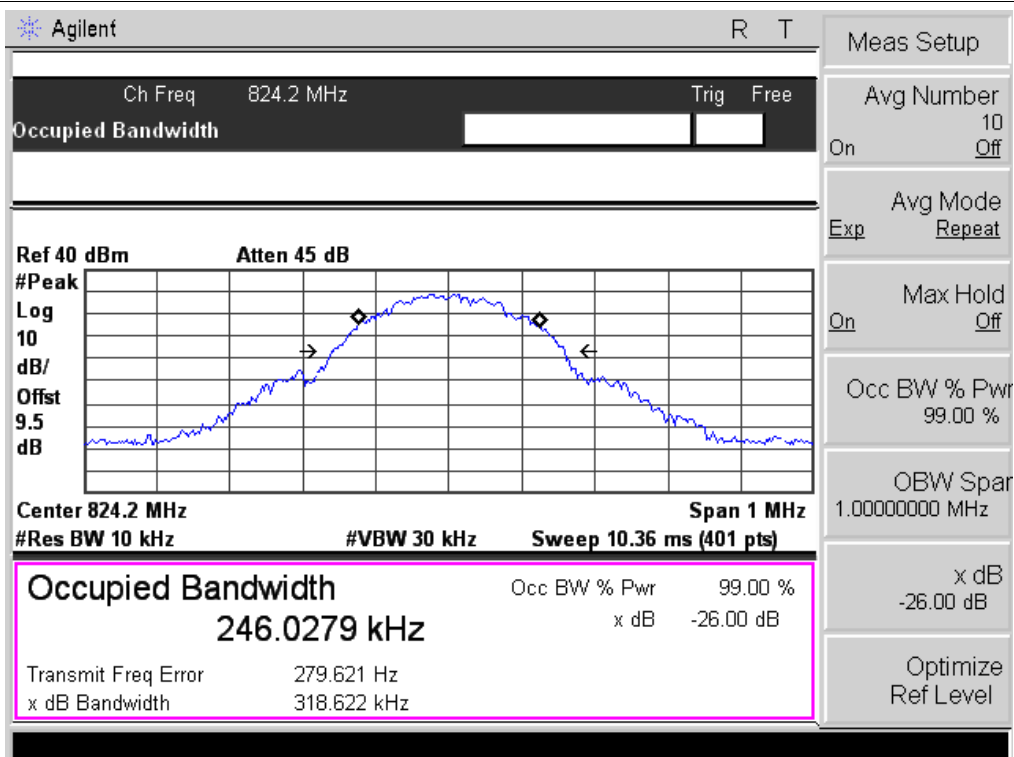 Agilent R T
Ch Freq 824.2 MHz Trig Free
Occupied Bandwidth
Ref 40 dBm Atten 45 dB
#Peak
Log
10
dB/
Offst
9.5
dB
Center 824.2 MHz Span 1 MHz
#Res BW 10 kHz #VBW 30 kHz Sweep 10.36 ms (401 pts)
Occupied Bandwidth
246.0279 kHz
Occ BW % Pwr 99.00 %
x dB -26.00 dB
Transmit Freq Error 279.621 Hz
x dB Bandwidth 318.622 kHz
Meas Setup
Avg Number
10
On Off
Avg Mode
Exp Repeat
Max Hold
On Off
Occ BW % Pwr
99.00 %
OBW Span
1.00000000 MHz
x dB
-26.00 dB
Optimize
Ref Level